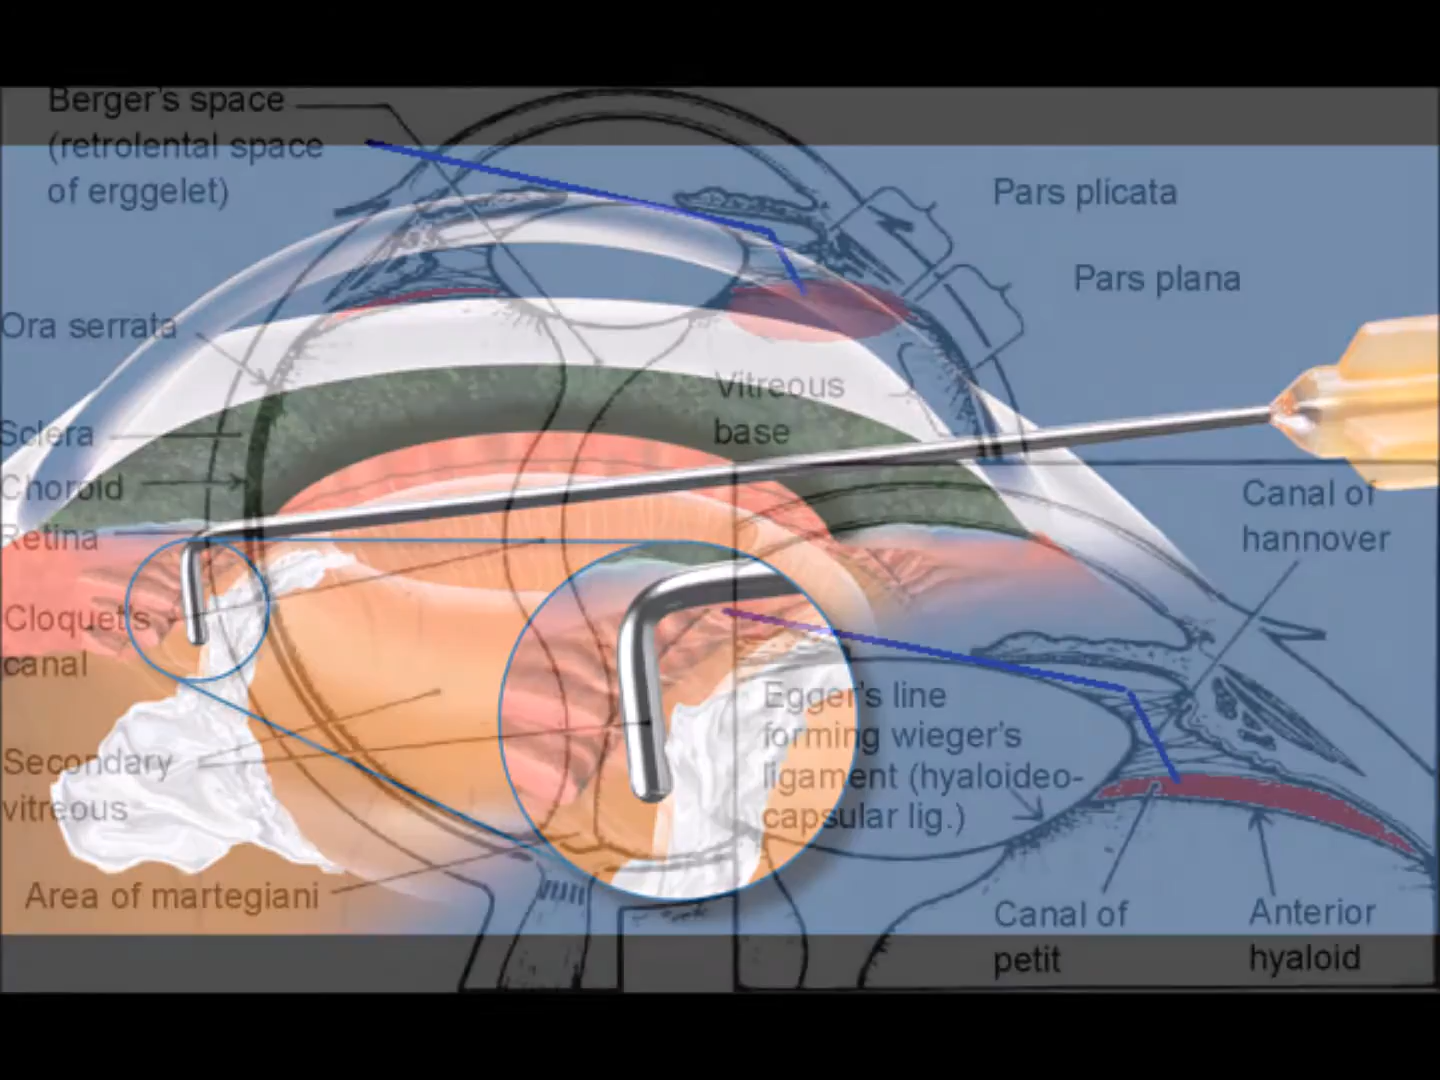 Berger's space
(retrolental space
of erggelet)
Pars plicata
Pars plana
Ora serrata
Vitreous
base
Sclera
Choroid
Retina
Canal of
hannover
Cloquet's
canal
Egger's line
forming wieger's
ligament (hyaloideo-
capsular lig.)
Secondary
vitreous
Area of martegiani
Canal of
petit
Anterior
hyaloid